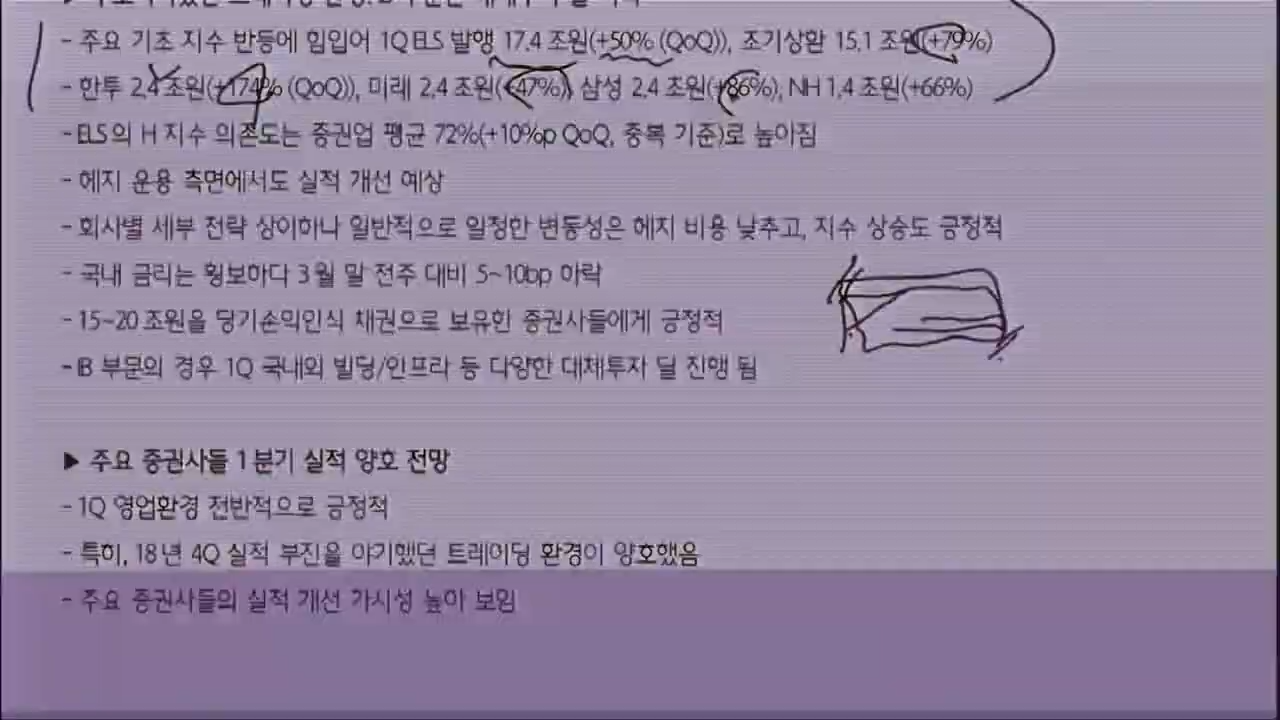 - 주요 기초 지수 반등에 힘입어 1Q ELS 발행 17.4 조원(+50% (QoQ)), 조기상환 15.1 조원(+79%)
- 한투 2.4 조원(+174% (QoQ)), 미래 2.4 조원(+47%), 삼성 2.4 조원(+86%), NH 1.4 조원(+66%)
- ELS의 H 지수 의존도는 증권업 평균 72%(+10%p QoQ, 중복 기준)로 높아짐
- 헤지 운용 측면에서도 실적 개선 예상
- 회사별 세부 전략 상이하나 일반적으로 일정한 변동성은 헤지 비용 낮추고, 지수 상승도 긍정적
- 국내 금리는 횡보하다 3월 말 전주 대비 5~10bp 하락
- 15~20 조원을 당기손익인식 채권으로 보유한 증권사들에게 긍정적
- IB 부문의 경우 1Q 국내외 빌딩/인프라 등 다양한 대체투자 딜 진행 됨
▶ 주요 증권사들 1분기 실적 양호 전망
- 1Q 영업환경 전반적으로 긍정적
- 특히, 18년 4Q 실적 부진을 야기했던 트레이딩 환경이 양호했음
- 주요 증권사들의 실적 개선 가시성 높아 보임